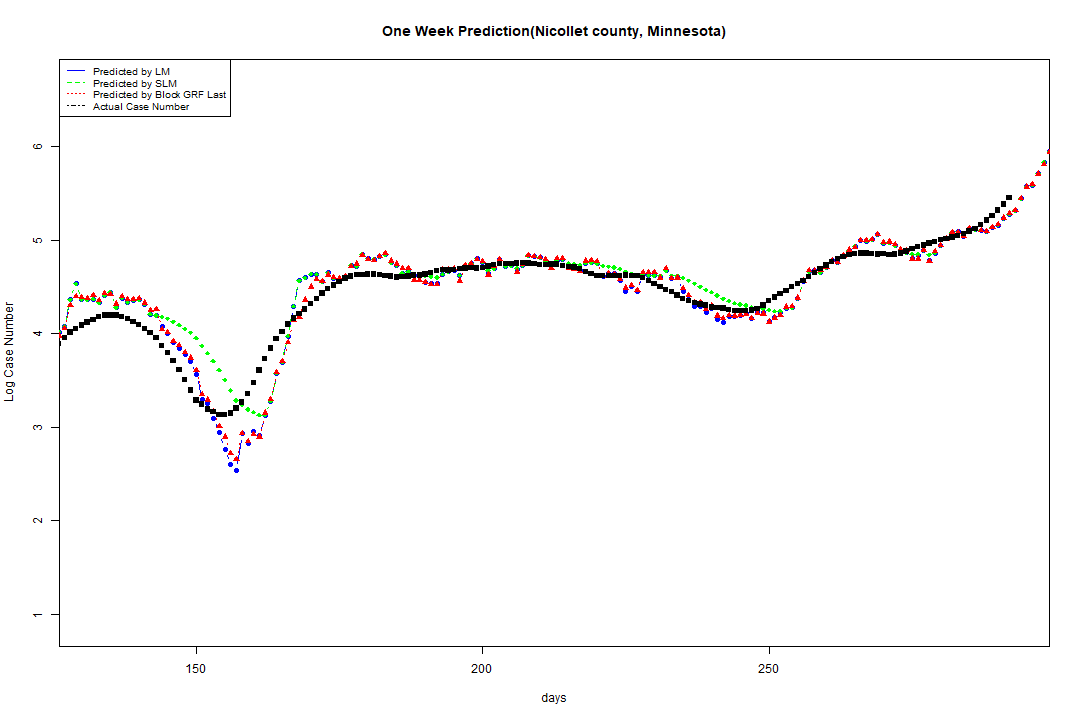 One Week Prediction(Nicollet county, Minnesota)
Predicted by LM
Predicted by SLM
Predicted by Block GRF Last
Actual Case Number
6
5
4
3
2
1
Log Case Number
150 200 250
days